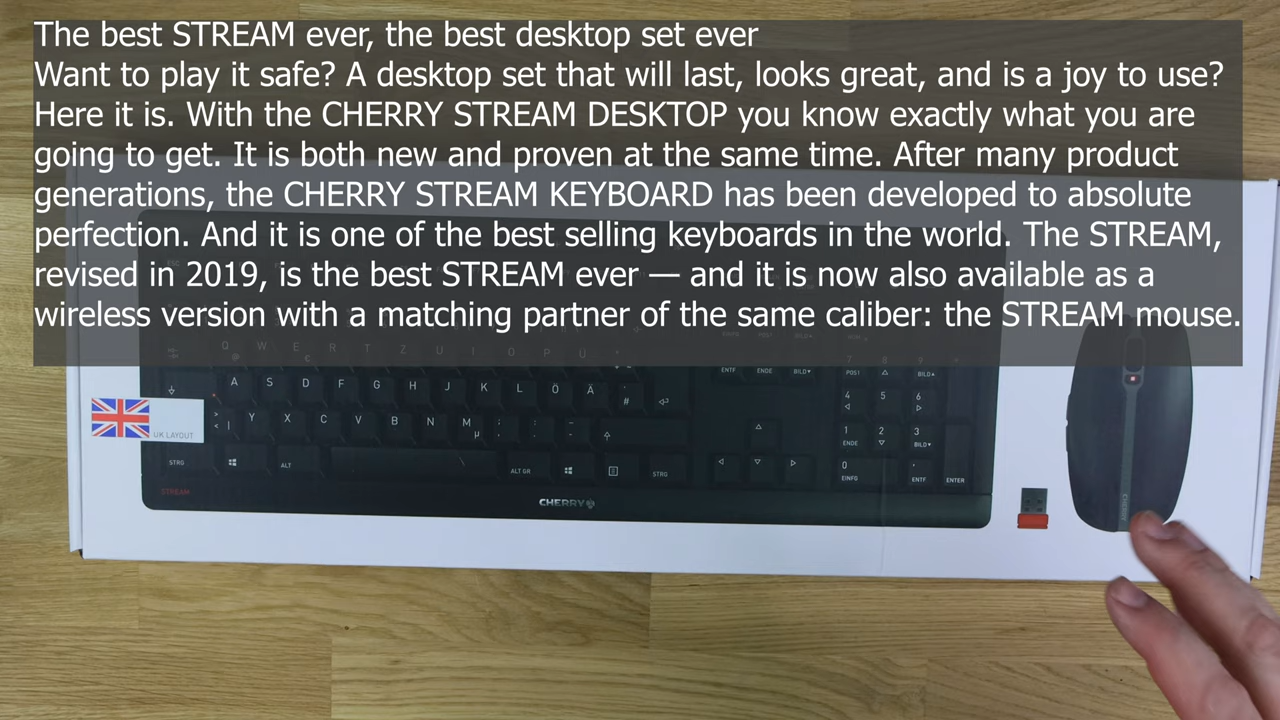 The best STREAM ever, the best desktop set ever
Want to play it safe? A desktop set that will last, looks great, and is a joy to use?
Here it is. With the CHERRY STREAM DESKTOP you know exactly what you are
going to get. It is both new and proven at the same time. After many product
generations, the CHERRY STREAM KEYBOARD has been developed to absolute
perfection. And it is one of the best selling keyboards in the world. The STREAM,
revised in 2019, is the best STREAM ever — and it is now also available as a
wireless version with a matching partner of the same caliber: the STREAM mouse.
Q W E R T Z U I O P Ü
@ €
7 8 9
POS1 BILD
ENTF ENDE BILD
A S D F G H J K L Ö Ä ' #
4 5 6
UK LAYOUT
> < | Y X C V B N M µ ; , : . _ -
1 2 3
ENDE BILD
STRG ALT ALT GR STRG
0 ,
EINFG ENTF ENTER
STREAM
CHERRY
CHERRY